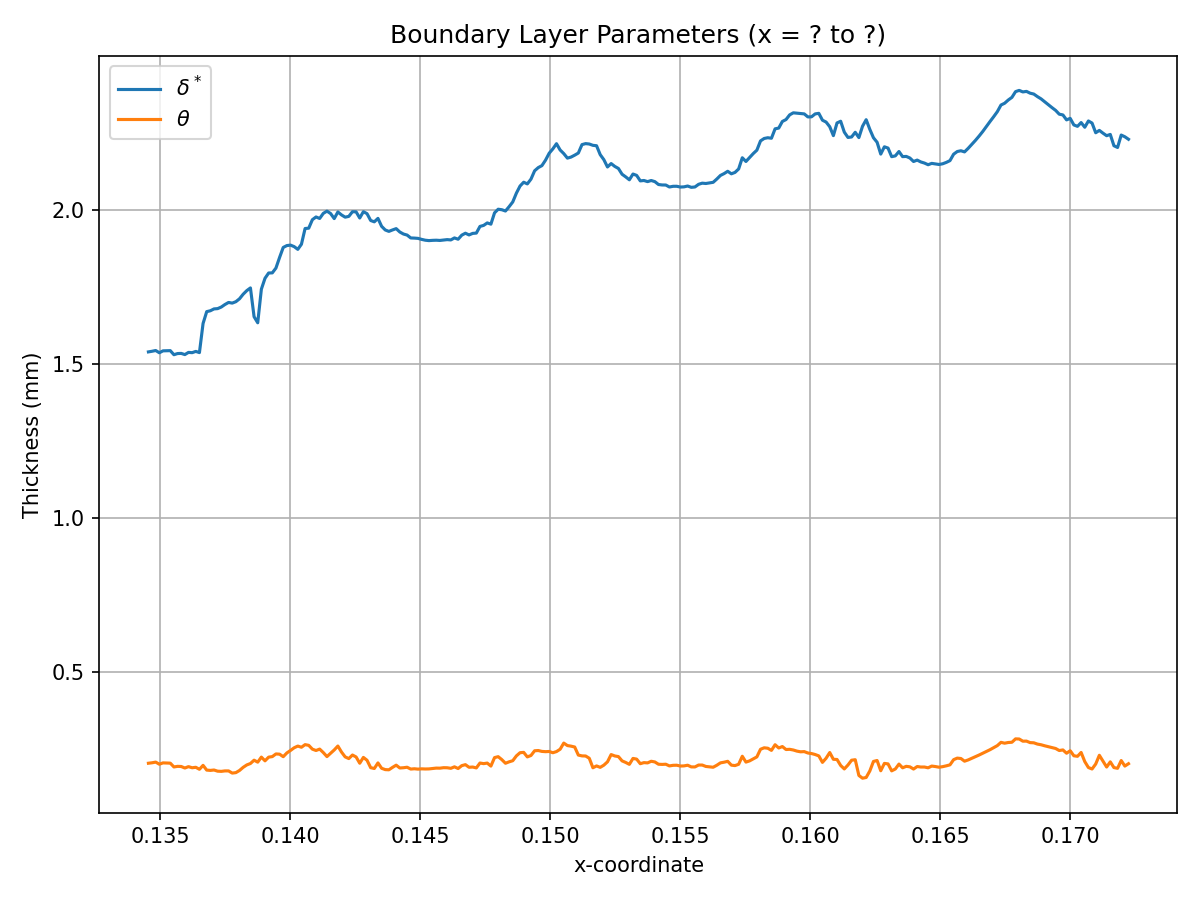 Boundary Layer Parameters (x = ? to ?)
δ*
θ
Thickness (mm)
2.0
1.5
1.0
0.5
0.135 0.140 0.145 0.150 0.155 0.160 0.165 0.170
x-coordinate